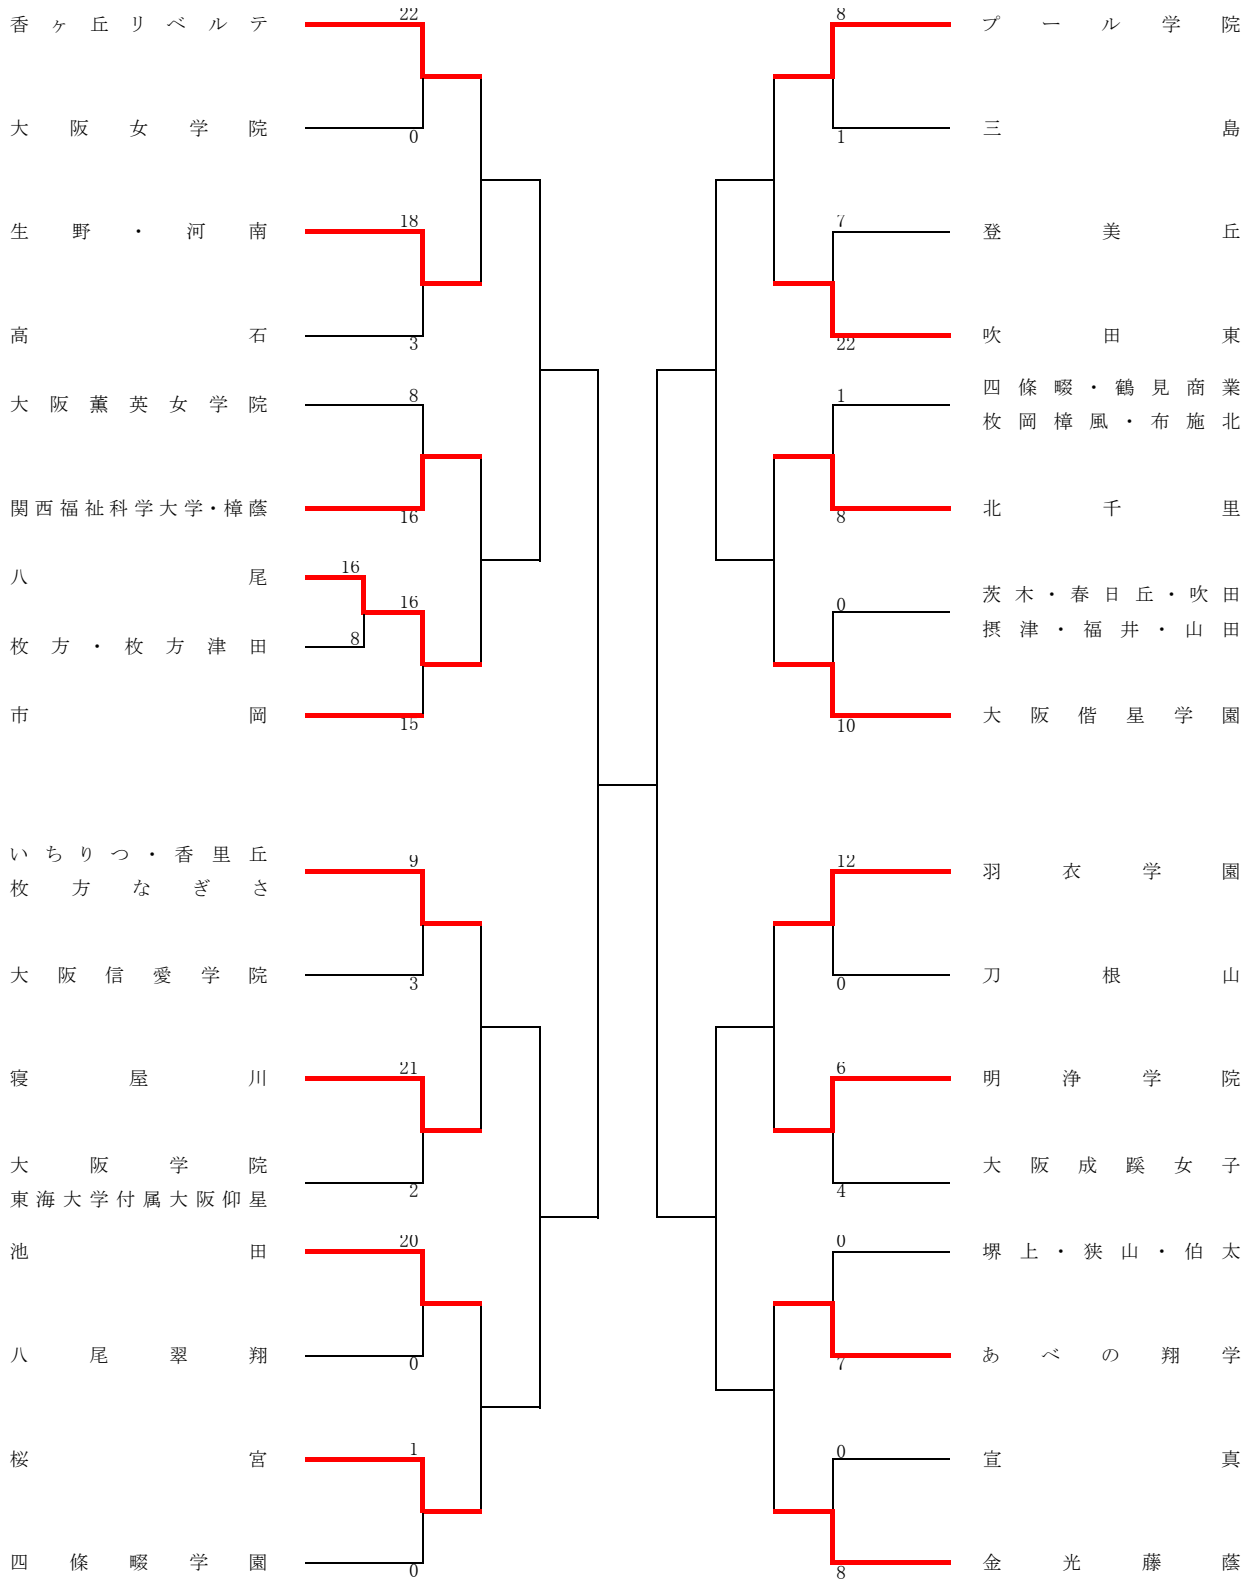 香ヶ丘リベルテ
22
大阪女学院
0
生野・河南
18
高石
3
大阪薫英女学院
8
関西福祉科学大学・樟蔭
16
八尾
16
16
枚方・枚方津田
8
市岡
15
いちりつ・香里丘
枚方なぎさ
9
大阪信愛学院
3
寝屋川
21
大阪学院
東海大学付属大阪仰星
2
池田
20
八尾翠翔
0
桜宮
1
四條畷学園
0
8
プール学院
1
三島
7
登美丘
22
吹田東
1
四條畷・鶴見商業
枚岡樟風・布施北
8
北千里
0
茨木・春日丘・吹田
摂津・福井・山田
10
大阪偕星学園
12
羽衣学園
0
刀根山
6
明浄学院
4
大阪成蹊女子
0
堺上・狭山・伯太
7
あべの翔学
0
宣真
8
金光藤蔭